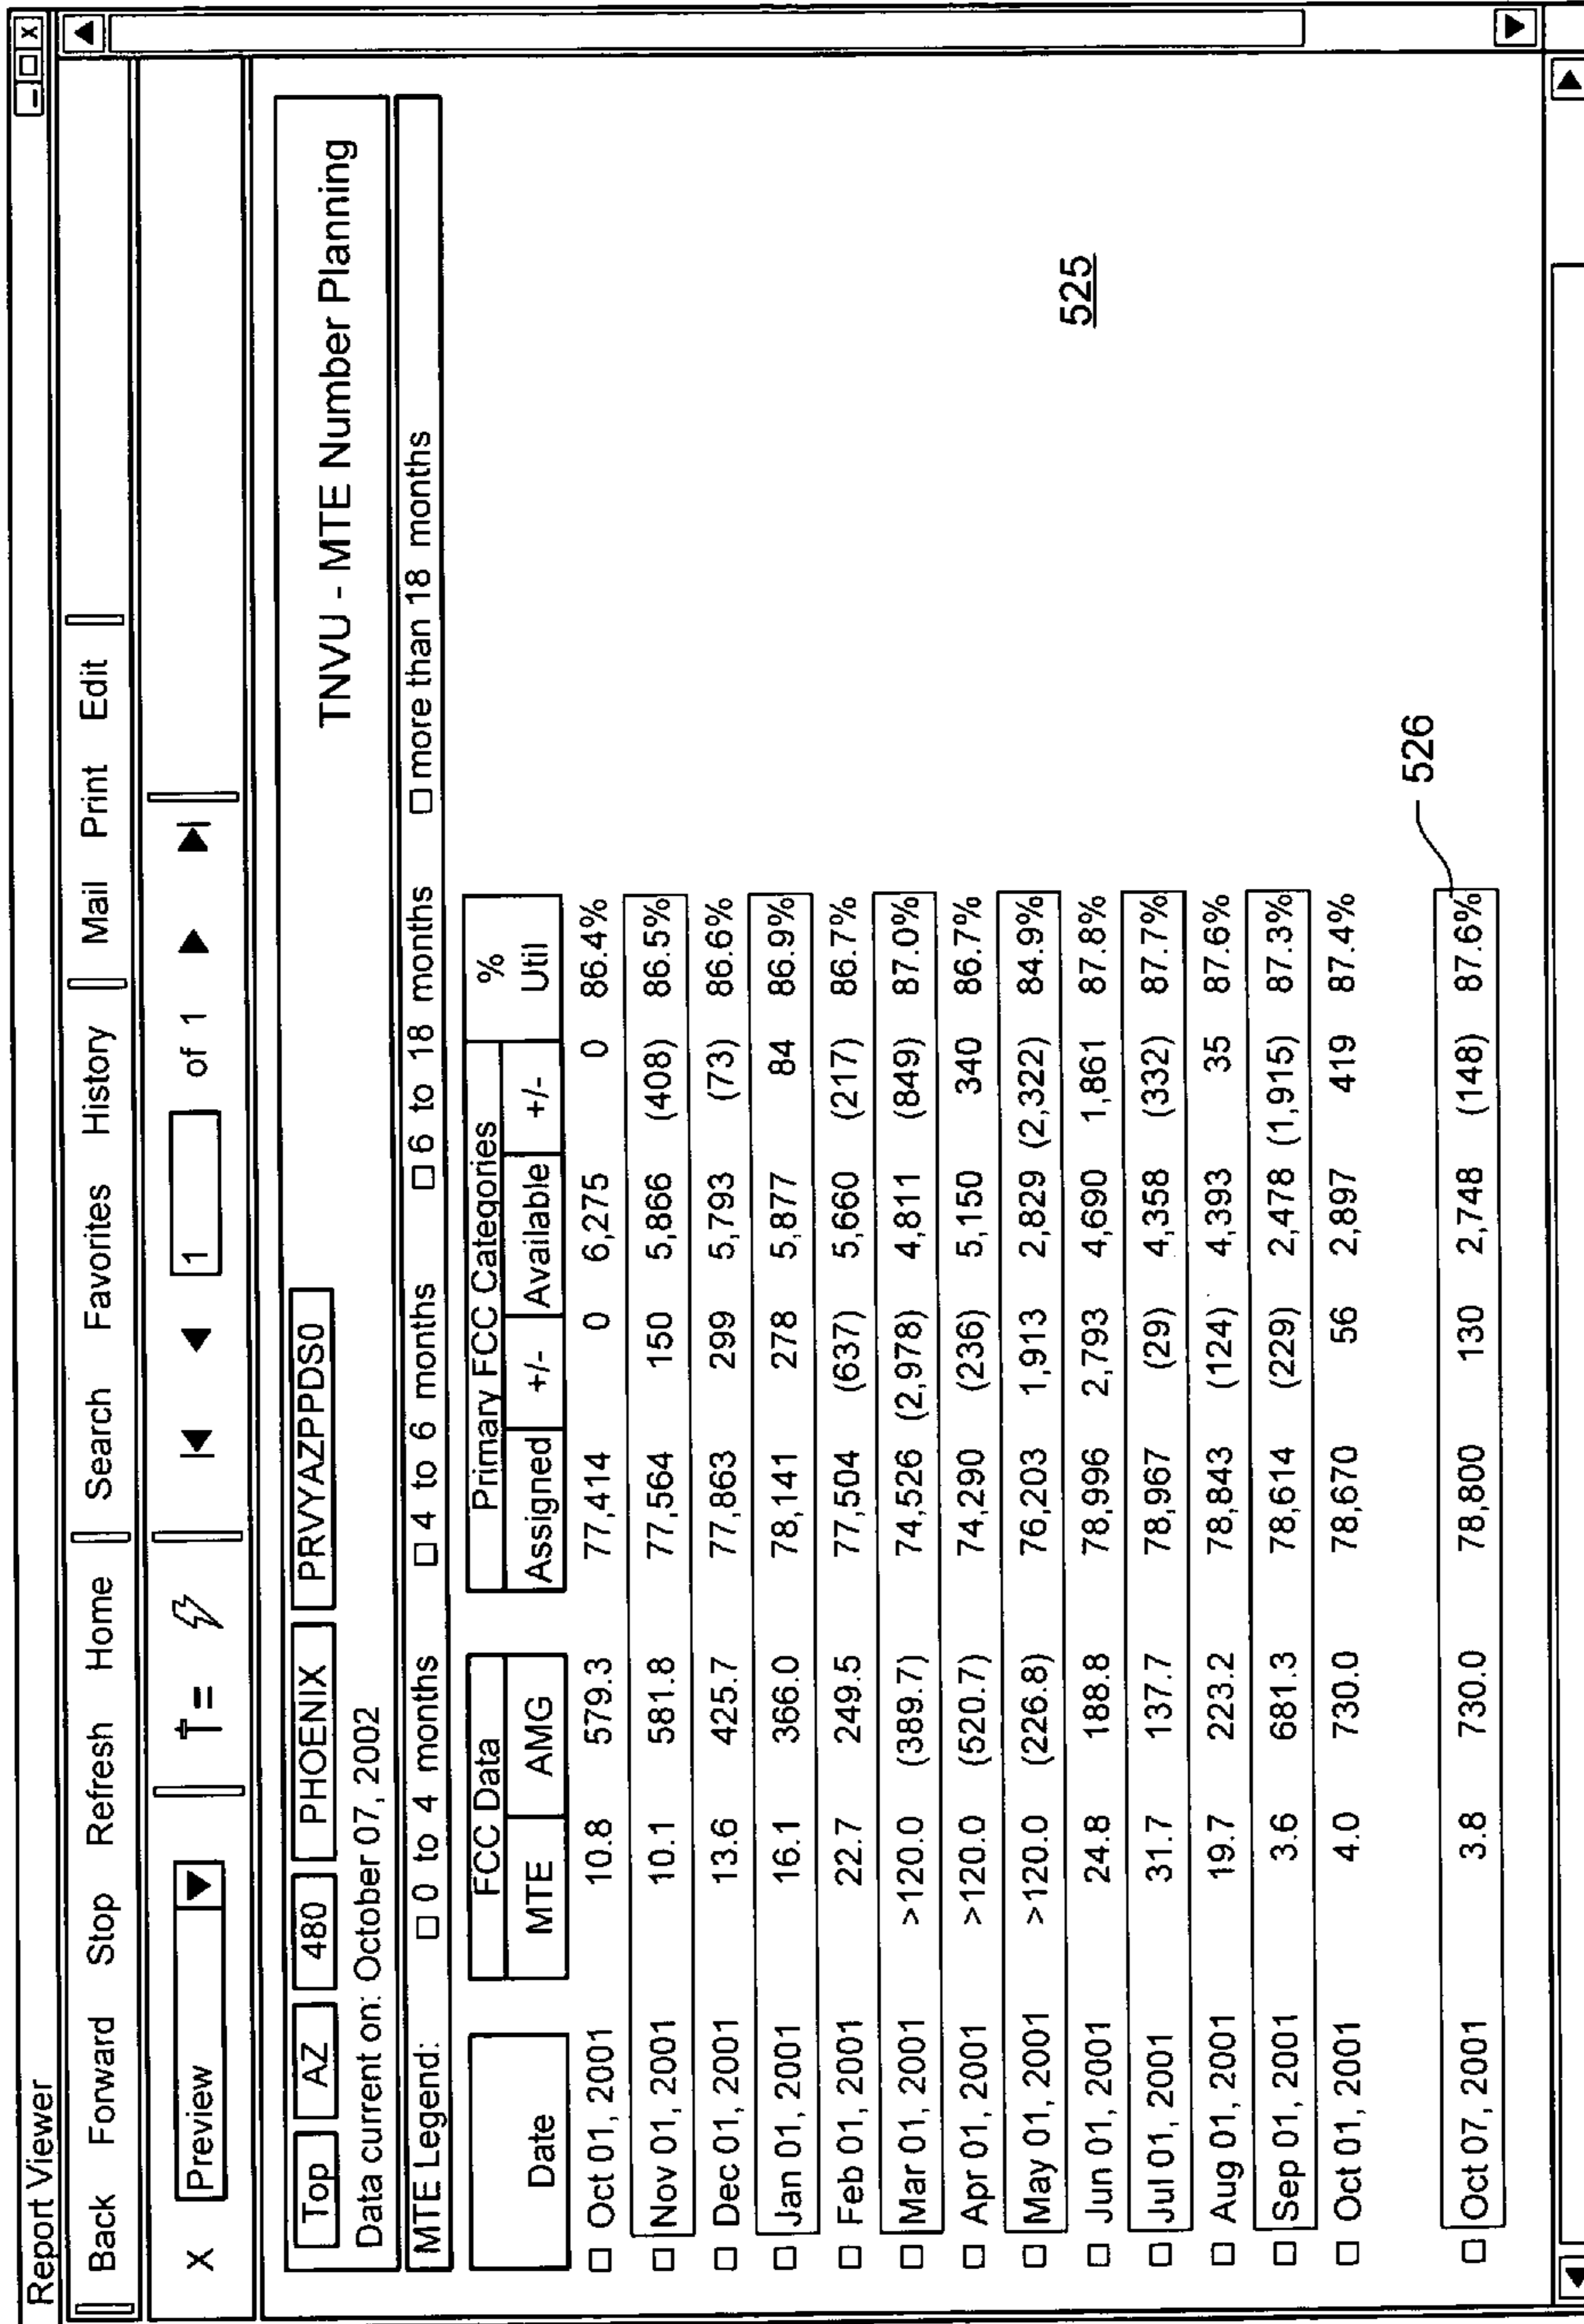 Report Viewer
Back Forward Stop Refresh Home Search Favorites History Mail Print Edit
X Preview 1 of 1
Top AZ 480 PHOENIX PRVYAZPPDS0
TNVU - MTE Number Planning
Data current on: October 07, 2002
MTE Legend: 0 to 4 months 4 to 6 months 6 to 18 months more than 18 months
FCC Data Primary FCC Categories %
Date MTE AMG Assigned +/- Available +/- Util
Oct 01, 2001 10.8 579.3 77,414 0 6,275 0 86.4%
Nov 01, 2001 10.1 581.8 77,564 150 5,866 (408) 86.5%
Dec 01, 2001 13.6 425.7 77,863 299 5,793 (73) 86.6%
Jan 01, 2001 16.1 366.0 78,141 278 5,877 84 86.9%
Feb 01, 2001 22.7 249.5 77,504 (637) 5,660 (217) 86.7%
Mar 01, 2001 >120.0 (389.7) 74,526 (2,978) 4,811 (849) 87.0%
Apr 01, 2001 >120.0 (520.7) 74,290 (236) 5,150 340 86.7%
May 01, 2001 >120.0 (226.8) 76,203 1,913 2,829 (2,322) 84.9%
Jun 01, 2001 24.8 188.8 78,996 2,793 4,690 1,861 87.8%
Jul 01, 2001 31.7 137.7 78,967 (29) 4,358 (332) 87.7%
Aug 01, 2001 19.7 223.2 78,843 (124) 4,393 35 87.6%
Sep 01, 2001 3.6 681.3 78,614 (229) 2,478 (1,915) 87.3%
Oct 01, 2001 4.0 730.0 78,670 56 2,897 419 87.4%
Oct 07, 2001 3.8 730.0 78,800 130 2,748 (148) 87.6%
525
526